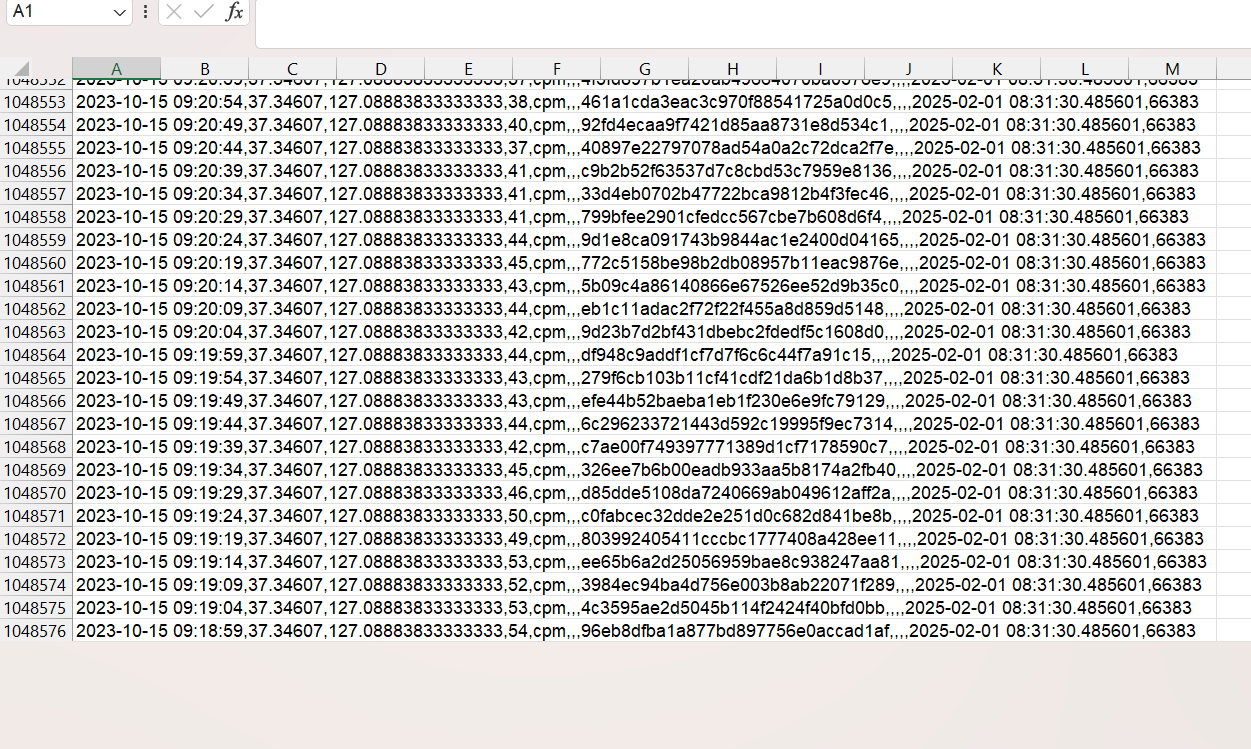 A1
fx
A B C D E F G H I J K L M
1048552
1048553 2023-10-15 09:20:54,37.34607,127.08883833333333,38,cpm,,,461a1cda3eac3c970f88541725a0d0c5,,,,2025-02-01 08:31:30.485601,66383
1048554 2023-10-15 09:20:49,37.34607,127.08883833333333,40,cpm,,,92fd4ecaa9f7421d85aa8731e8d534c1,,,,2025-02-01 08:31:30.485601,66383
1048555 2023-10-15 09:20:44,37.34607,127.08883833333333,37,cpm,,,40897e22797078ad54a0a2c72dca2f7e,,,,2025-02-01 08:31:30.485601,66383
1048556 2023-10-15 09:20:39,37.34607,127.08883833333333,41,cpm,,,c9b2b52f63537d7c8cbd53c7959e8136,,,,2025-02-01 08:31:30.485601,66383
1048557 2023-10-15 09:20:34,37.34607,127.08883833333333,41,cpm,,,33d4eb0702b47722bca9812b4f3fec46,,,,2025-02-01 08:31:30.485601,66383
1048558 2023-10-15 09:20:29,37.34607,127.08883833333333,41,cpm,,,799bfee2901cfedcc567cbe7b608d6f4,,,,2025-02-01 08:31:30.485601,66383
1048559 2023-10-15 09:20:24,37.34607,127.08883833333333,44,cpm,,,9d1e8ca091743b9844ac1e2400d04165,,,,2025-02-01 08:31:30.485601,66383
1048560 2023-10-15 09:20:19,37.34607,127.08883833333333,45,cpm,,,772c5158be98b2db08957b11eac9876e,,,,2025-02-01 08:31:30.485601,66383
1048561 2023-10-15 09:20:14,37.34607,127.08883833333333,43,cpm,,,5b09c4a86140866e67526ee52d9b35c0,,,,2025-02-01 08:31:30.485601,66383
1048562 2023-10-15 09:20:09,37.34607,127.08883833333333,44,cpm,,,eb1c11adac2f72f22f455a8d859d5148,,,,2025-02-01 08:31:30.485601,66383
1048563 2023-10-15 09:20:04,37.34607,127.08883833333333,42,cpm,,,9d23b7d2bf431dbebc2fdedf5c1608d0,,,,2025-02-01 08:31:30.485601,66383
1048564 2023-10-15 09:19:59,37.34607,127.08883833333333,44,cpm,,,df948c9addf1cf7d7f6c6c44f7a91c15,,,,2025-02-01 08:31:30.485601,66383
1048565 2023-10-15 09:19:54,37.34607,127.08883833333333,43,cpm,,,279f6cb103b11cf41cdf21da6b1d8b37,,,,2025-02-01 08:31:30.485601,66383
1048566 2023-10-15 09:19:49,37.34607,127.08883833333333,43,cpm,,,efe44b52baeba1eb1f230e6e9fc79129,,,,2025-02-01 08:31:30.485601,66383
1048567 2023-10-15 09:19:44,37.34607,127.08883833333333,44,cpm,,,6c296233721443d592c19995f9ec7314,,,,2025-02-01 08:31:30.485601,66383
1048568 2023-10-15 09:19:39,37.34607,127.08883833333333,42,cpm,,,c7ae00f749397771389d1cf7178590c7,,,,2025-02-01 08:31:30.485601,66383
1048569 2023-10-15 09:19:34,37.34607,127.08883833333333,45,cpm,,,326ee7b6b00eadb933aa5b8174a2fb40,,,,2025-02-01 08:31:30.485601,66383
1048570 2023-10-15 09:19:29,37.34607,127.08883833333333,46,cpm,,,d85dde5108da7240669ab049612aff2a,,,,2025-02-01 08:31:30.485601,66383
1048571 2023-10-15 09:19:24,37.34607,127.08883833333333,50,cpm,,,c0fabcec32dde2e251d0c682d841be8b,,,,2025-02-01 08:31:30.485601,66383
1048572 2023-10-15 09:19:19,37.34607,127.08883833333333,49,cpm,,,803992405411cccbc1777408a428ee11,,,,2025-02-01 08:31:30.485601,66383
1048573 2023-10-15 09:19:14,37.34607,127.08883833333333,53,cpm,,,ee65b6a2d25056959bae8c938247aa81,,,,2025-02-01 08:31:30.485601,66383
1048574 2023-10-15 09:19:09,37.34607,127.08883833333333,52,cpm,,,3984ec94ba4d756e003b8ab22071f289,,,,2025-02-01 08:31:30.485601,66383
1048575 2023-10-15 09:19:04,37.34607,127.08883833333333,53,cpm,,,4c3595ae2d5045b114f2424f40bfd0bb,,,,2025-02-01 08:31:30.485601,66383
1048576 2023-10-15 09:18:59,37.34607,127.08883833333333,54,cpm,,,96eb8dfba1a877bd897756e0accad1af,,,,2025-02-01 08:31:30.485601,66383